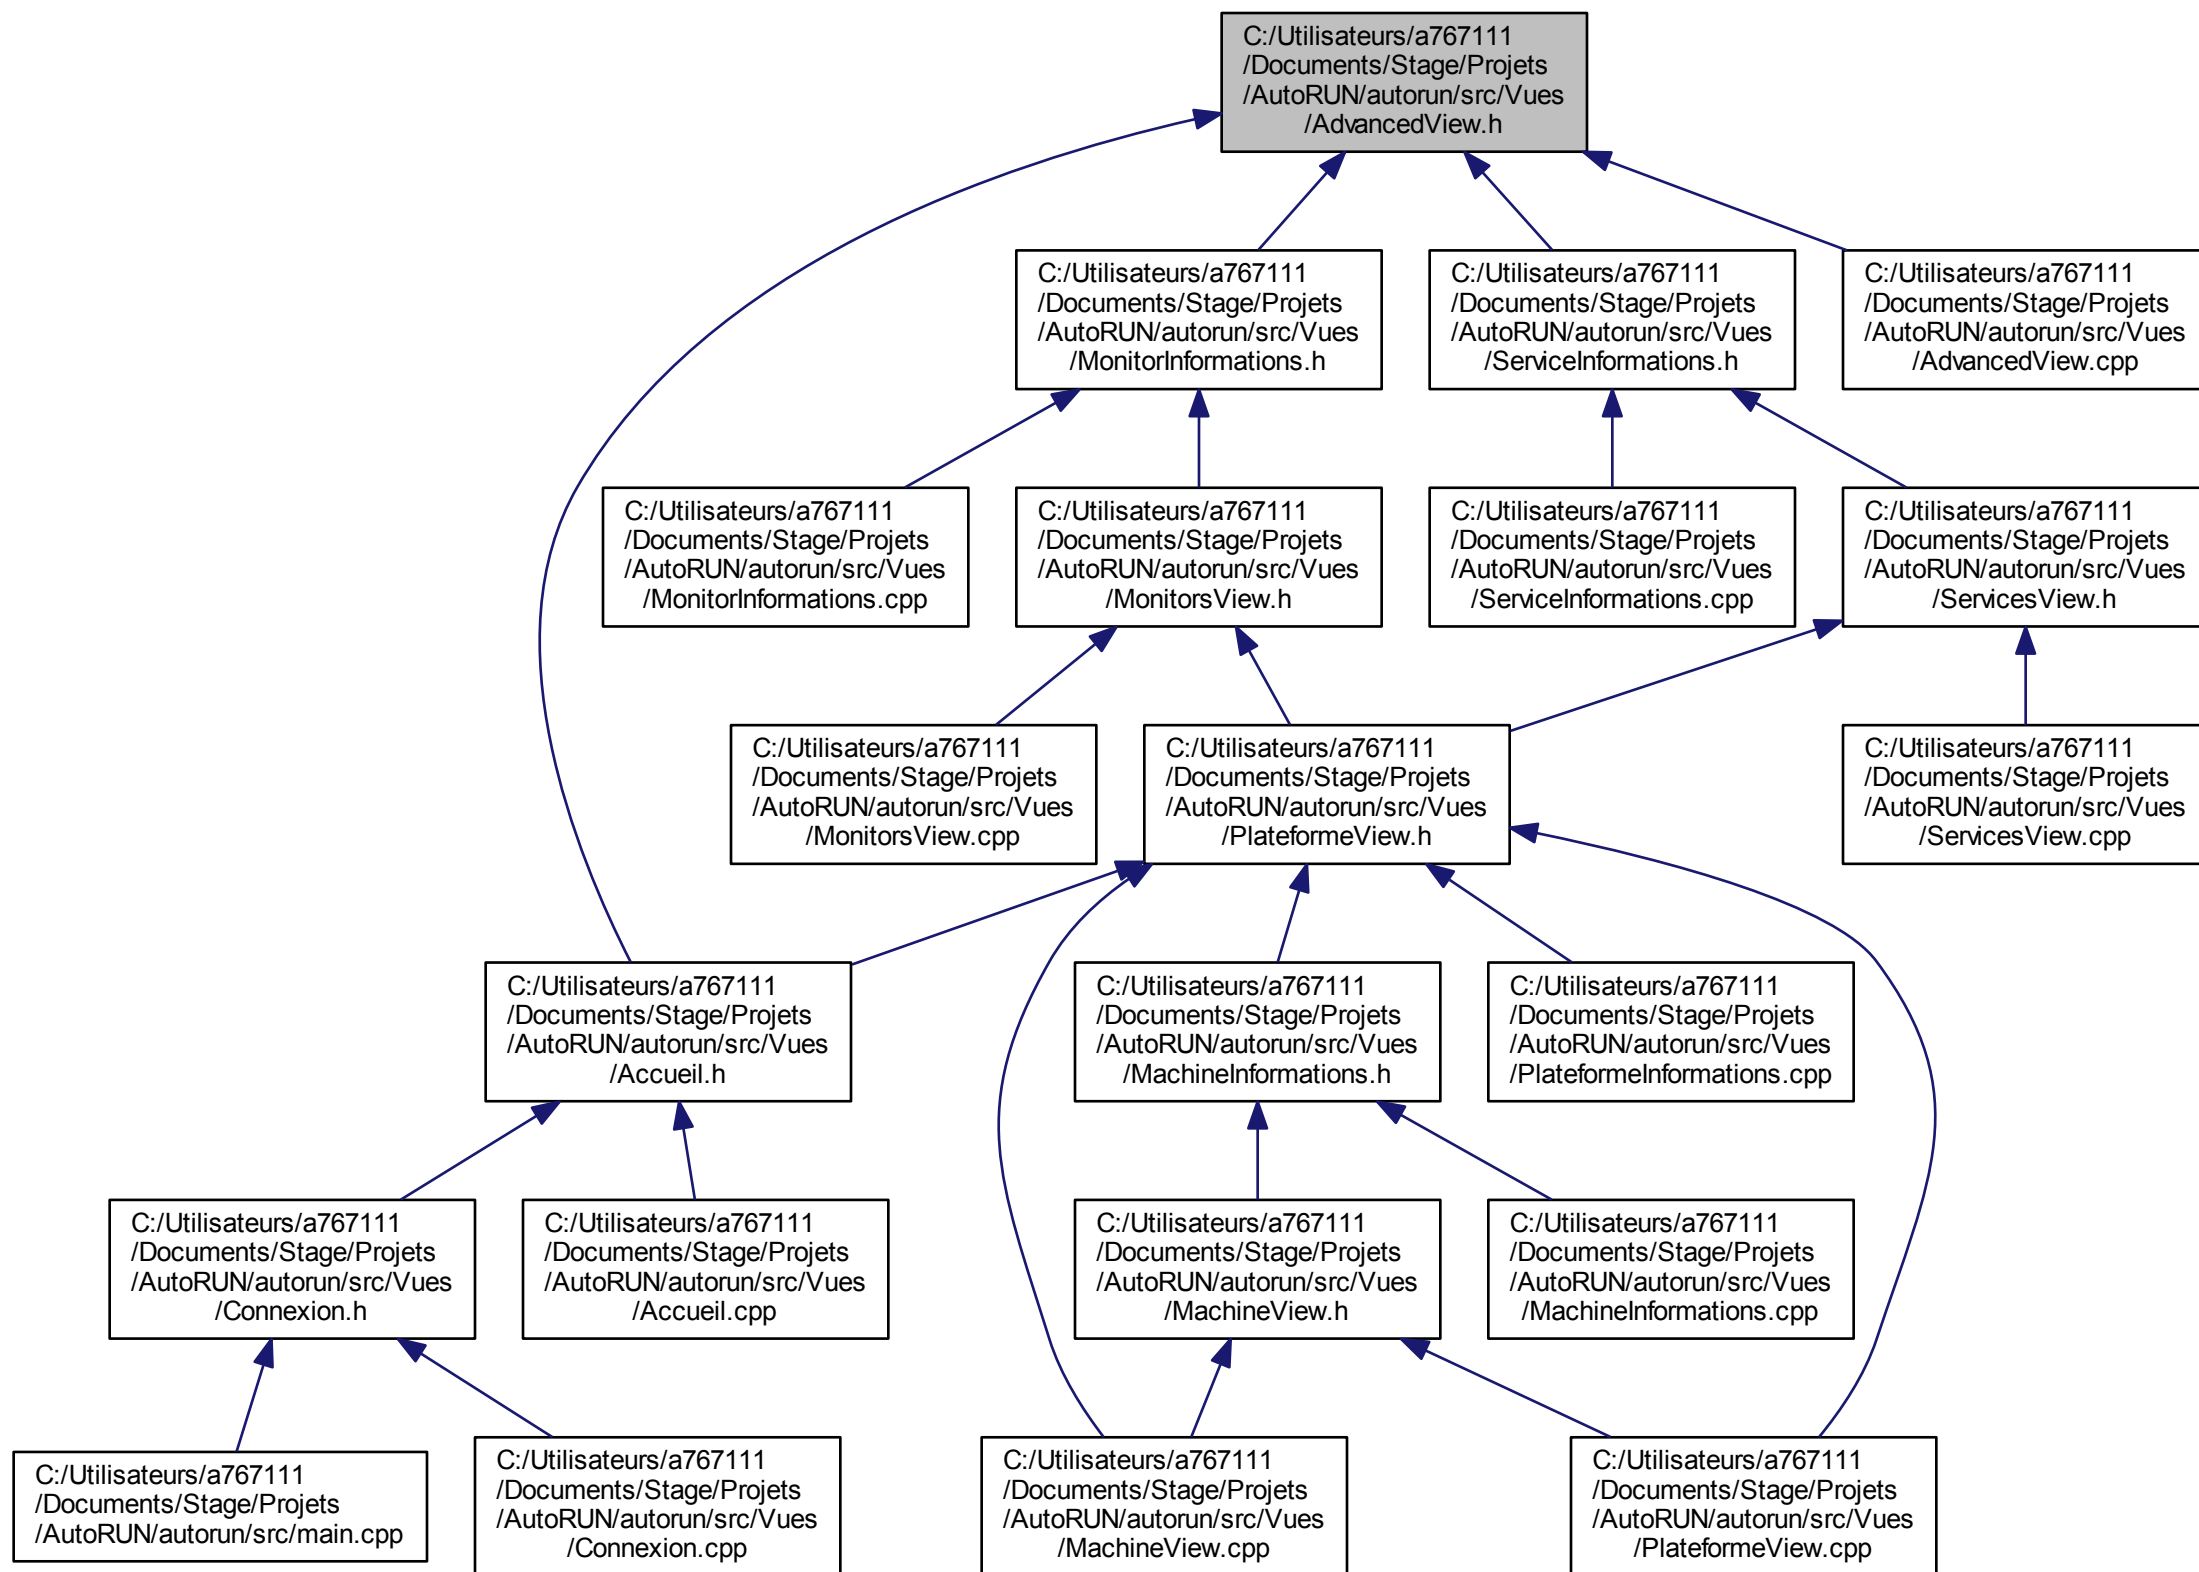 C:/Utilisateurs/a767111
/Documents/Stage/Projets
/AutoRUN/autorun/src/Vues
/AdvancedView.h
C:/Utilisateurs/a767111
/Documents/Stage/Projets
/AutoRUN/autorun/src/Vues
/MonitorInformations.h
C:/Utilisateurs/a767111
/Documents/Stage/Projets
/AutoRUN/autorun/src/Vues
/ServiceInformations.h
C:/Utilisateurs/a767111
/Documents/Stage/Projets
/AutoRUN/autorun/src/Vues
/AdvancedView.cpp
C:/Utilisateurs/a767111
/Documents/Stage/Projets
/AutoRUN/autorun/src/Vues
/MonitorInformations.cpp
C:/Utilisateurs/a767111
/Documents/Stage/Projets
/AutoRUN/autorun/src/Vues
/MonitorsView.h
C:/Utilisateurs/a767111
/Documents/Stage/Projets
/AutoRUN/autorun/src/Vues
/ServiceInformations.cpp
C:/Utilisateurs/a767111
/Documents/Stage/Projets
/AutoRUN/autorun/src/Vues
/ServicesView.h
C:/Utilisateurs/a767111
/Documents/Stage/Projets
/AutoRUN/autorun/src/Vues
/MonitorsView.cpp
C:/Utilisateurs/a767111
/Documents/Stage/Projets
/AutoRUN/autorun/src/Vues
/PlateformeView.h
C:/Utilisateurs/a767111
/Documents/Stage/Projets
/AutoRUN/autorun/src/Vues
/ServicesView.cpp
C:/Utilisateurs/a767111
/Documents/Stage/Projets
/AutoRUN/autorun/src/Vues
/Accueil.h
C:/Utilisateurs/a767111
/Documents/Stage/Projets
/AutoRUN/autorun/src/Vues
/MachineInformations.h
C:/Utilisateurs/a767111
/Documents/Stage/Projets
/AutoRUN/autorun/src/Vues
/PlateformeInformations.cpp
C:/Utilisateurs/a767111
/Documents/Stage/Projets
/AutoRUN/autorun/src/Vues
/Connexion.h
C:/Utilisateurs/a767111
/Documents/Stage/Projets
/AutoRUN/autorun/src/Vues
/Accueil.cpp
C:/Utilisateurs/a767111
/Documents/Stage/Projets
/AutoRUN/autorun/src/Vues
/MachineView.h
C:/Utilisateurs/a767111
/Documents/Stage/Projets
/AutoRUN/autorun/src/Vues
/MachineInformations.cpp
C:/Utilisateurs/a767111
/Documents/Stage/Projets
/AutoRUN/autorun/src/main.cpp
C:/Utilisateurs/a767111
/Documents/Stage/Projets
/AutoRUN/autorun/src/Vues
/Connexion.cpp
C:/Utilisateurs/a767111
/Documents/Stage/Projets
/AutoRUN/autorun/src/Vues
/MachineView.cpp
C:/Utilisateurs/a767111
/Documents/Stage/Projets
/AutoRUN/autorun/src/Vues
/PlateformeView.cpp